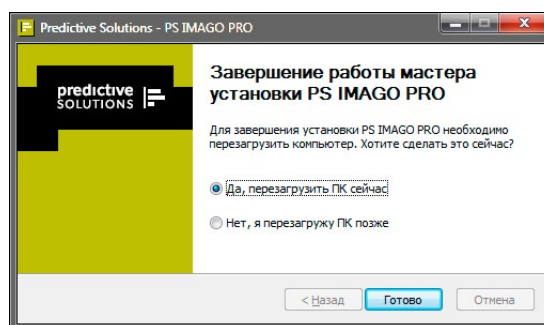 Predictive Solutions - PS IMAGO PRO
predictive
SOLUTIONS
Завершение работы мастера
установки PS IMAGO PRO
Для завершения установки PS IMAGO PRO необходимо
перезагрузить компьютер. Хотите сделать это сейчас?
Да, перезагрузить ПК сейчас
Нет, я перезагружу ПК позже
< Назад
Готово
Отмена